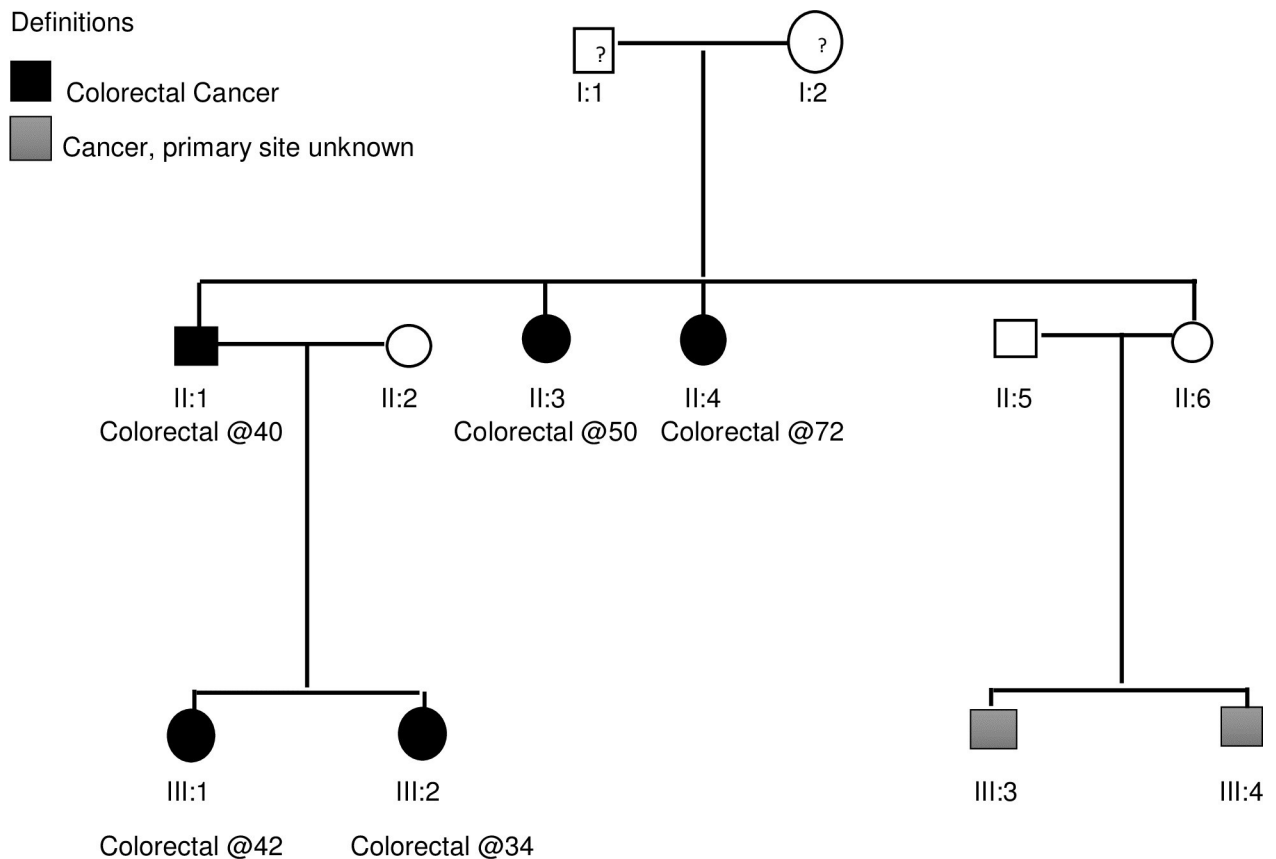 Definitions
Colorectal Cancer
Cancer, primary site unknown
? ?
I:1 I:2
II:1 II:2 II:3 II:4 II:5 II:6
Colorectal @40 Colorectal @50 Colorectal @72
III:1 III:2 III:3 III:4
Colorectal @42 Colorectal @34